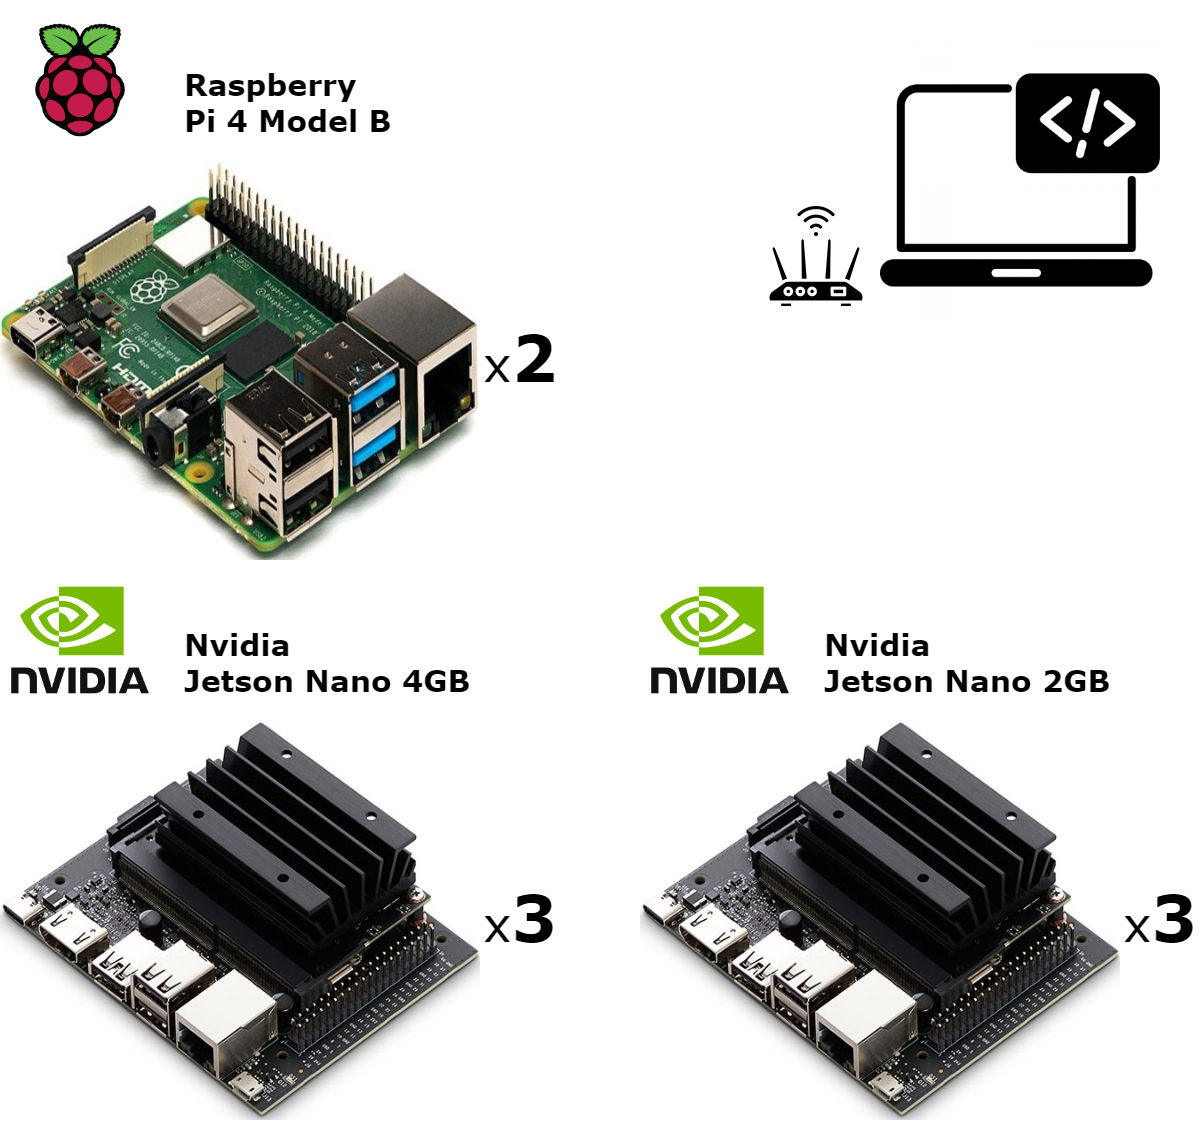 Raspberry
Pi 4 Model B
</>
x2
NVIDIA
Nvidia
Jetson Nano 4GB
NVIDIA
Nvidia
Jetson Nano 2GB
x3
x3